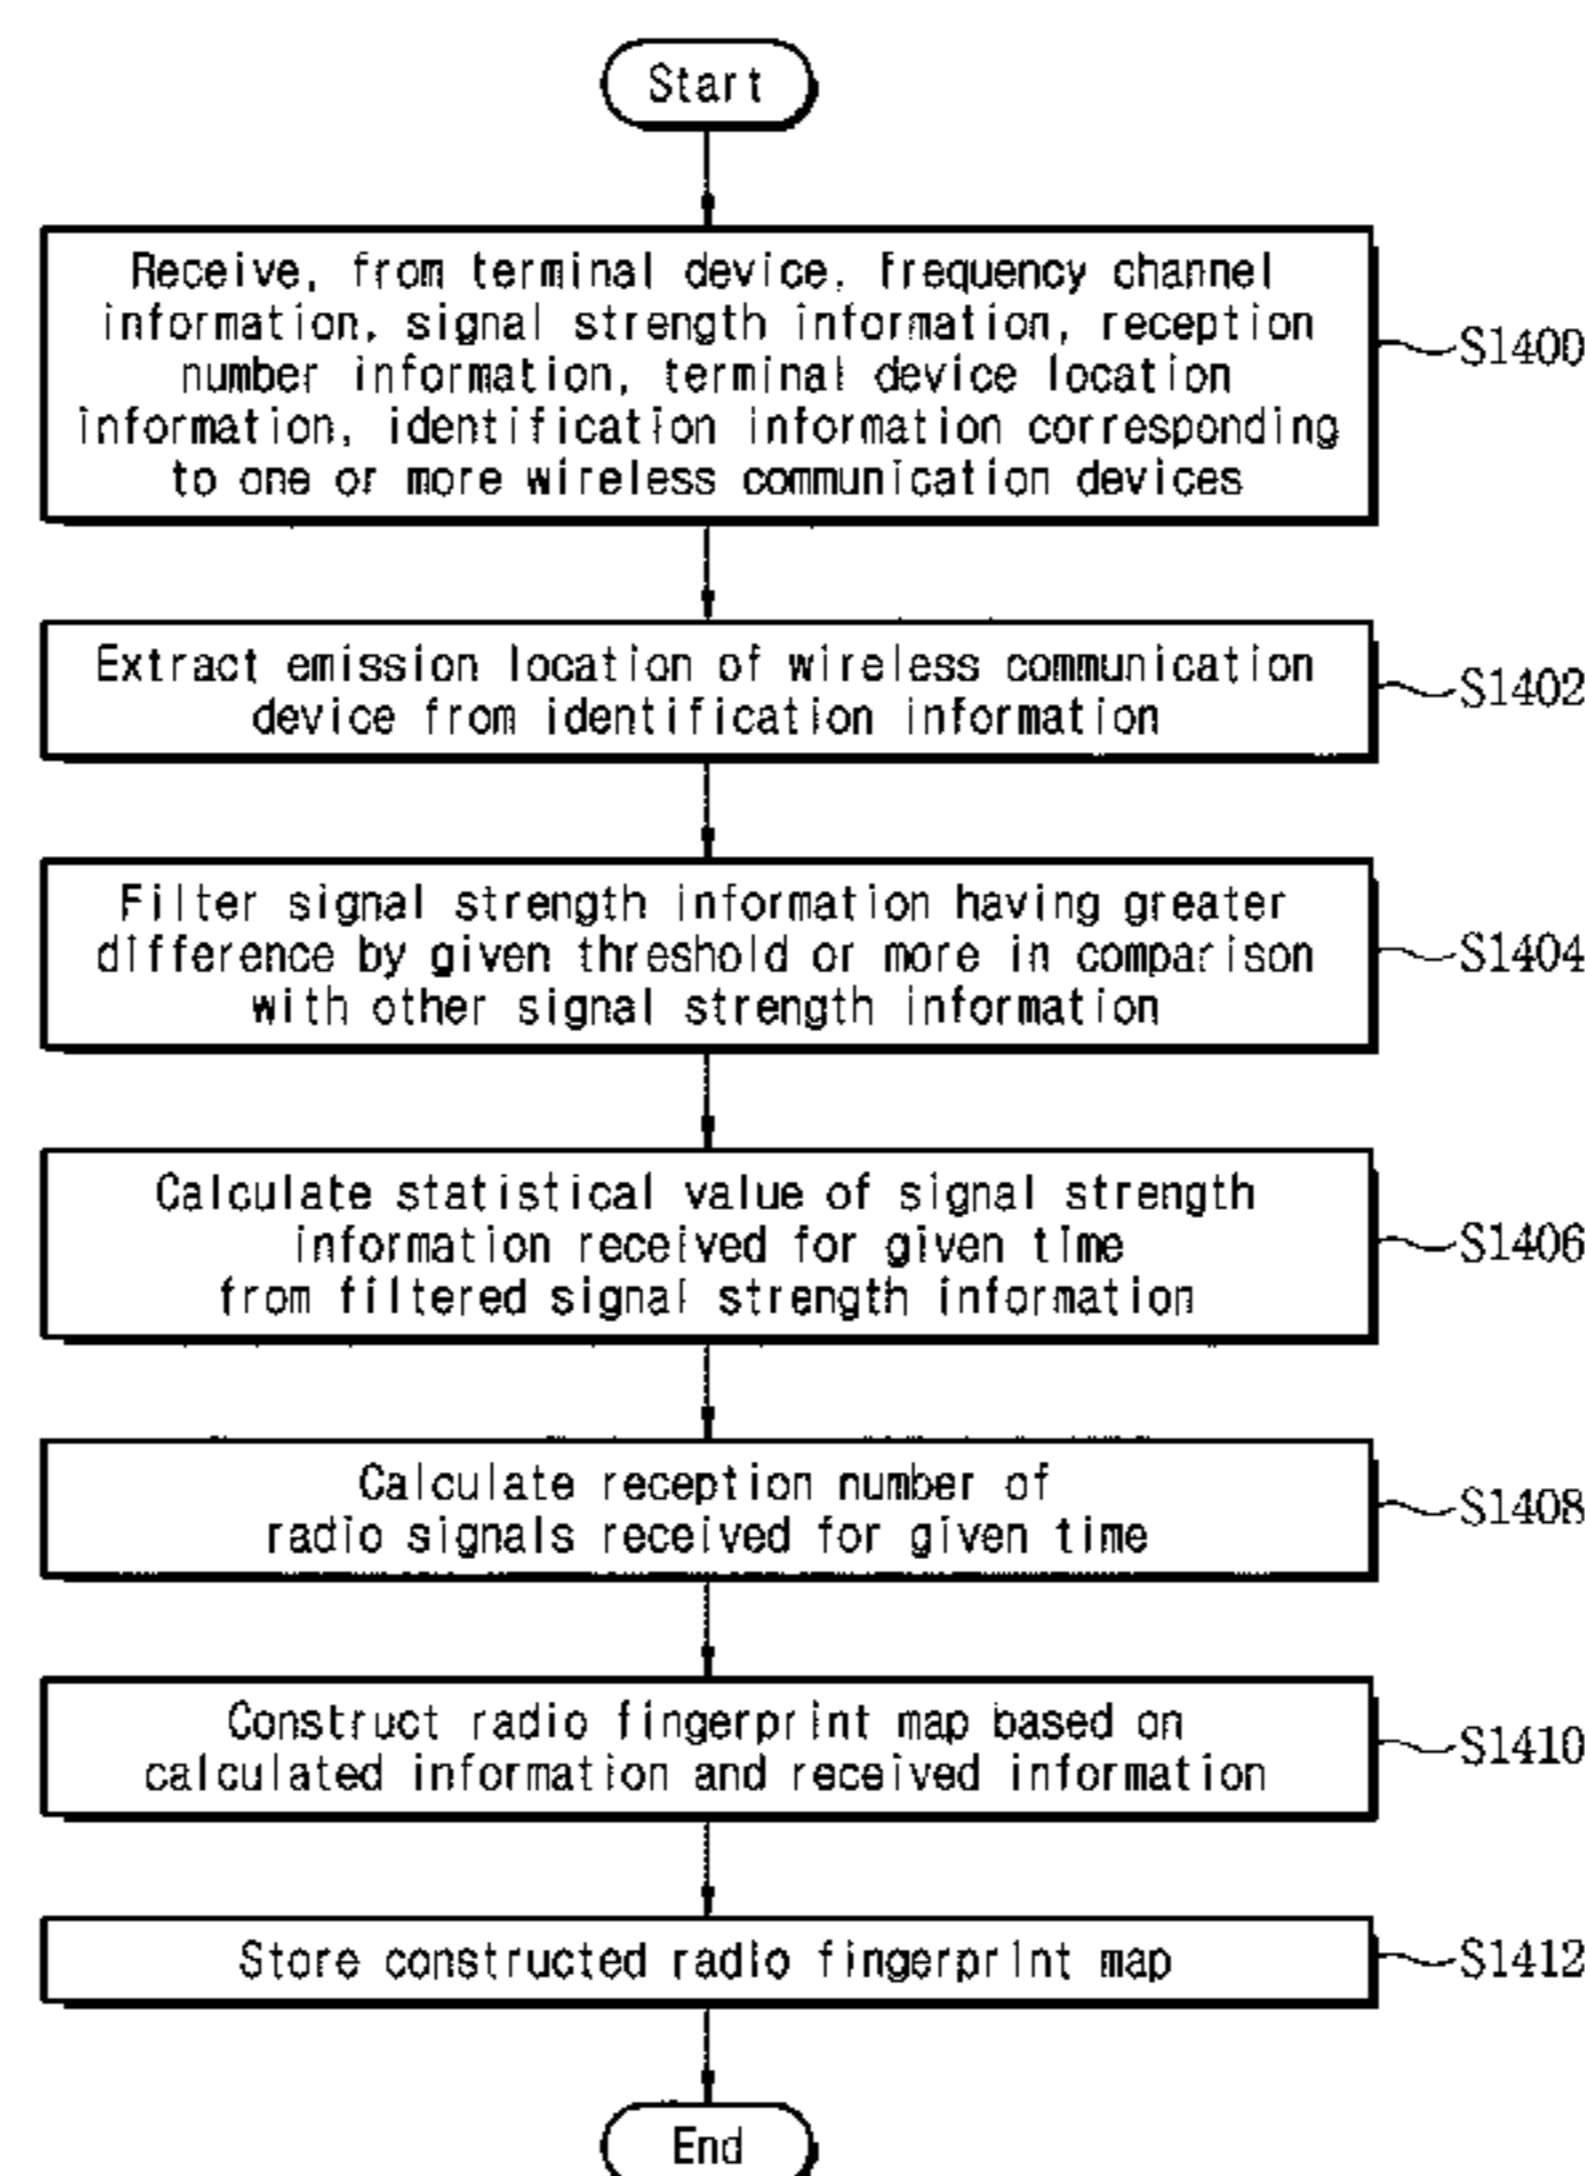 Start
Receive, from terminal device, frequency channel
information, signal strength information, reception
number information, terminal device location
information, identification information corresponding
to one or more wireless communication devices
S1400
Extract emission location of wireless communication
device from identification information
S1402
Filter signal strength information having greater
difference by given threshold or more in comparison
with other signal strength information
S1404
Calculate statistical value of signal strength
information received for given time
from filtered signal strength information
S1406
Calculate reception number of
radio signals received for given time
S1408
Construct radio fingerprint map based on
calculated information and received information
S1410
Store constructed radio fingerprint map
S1412
End